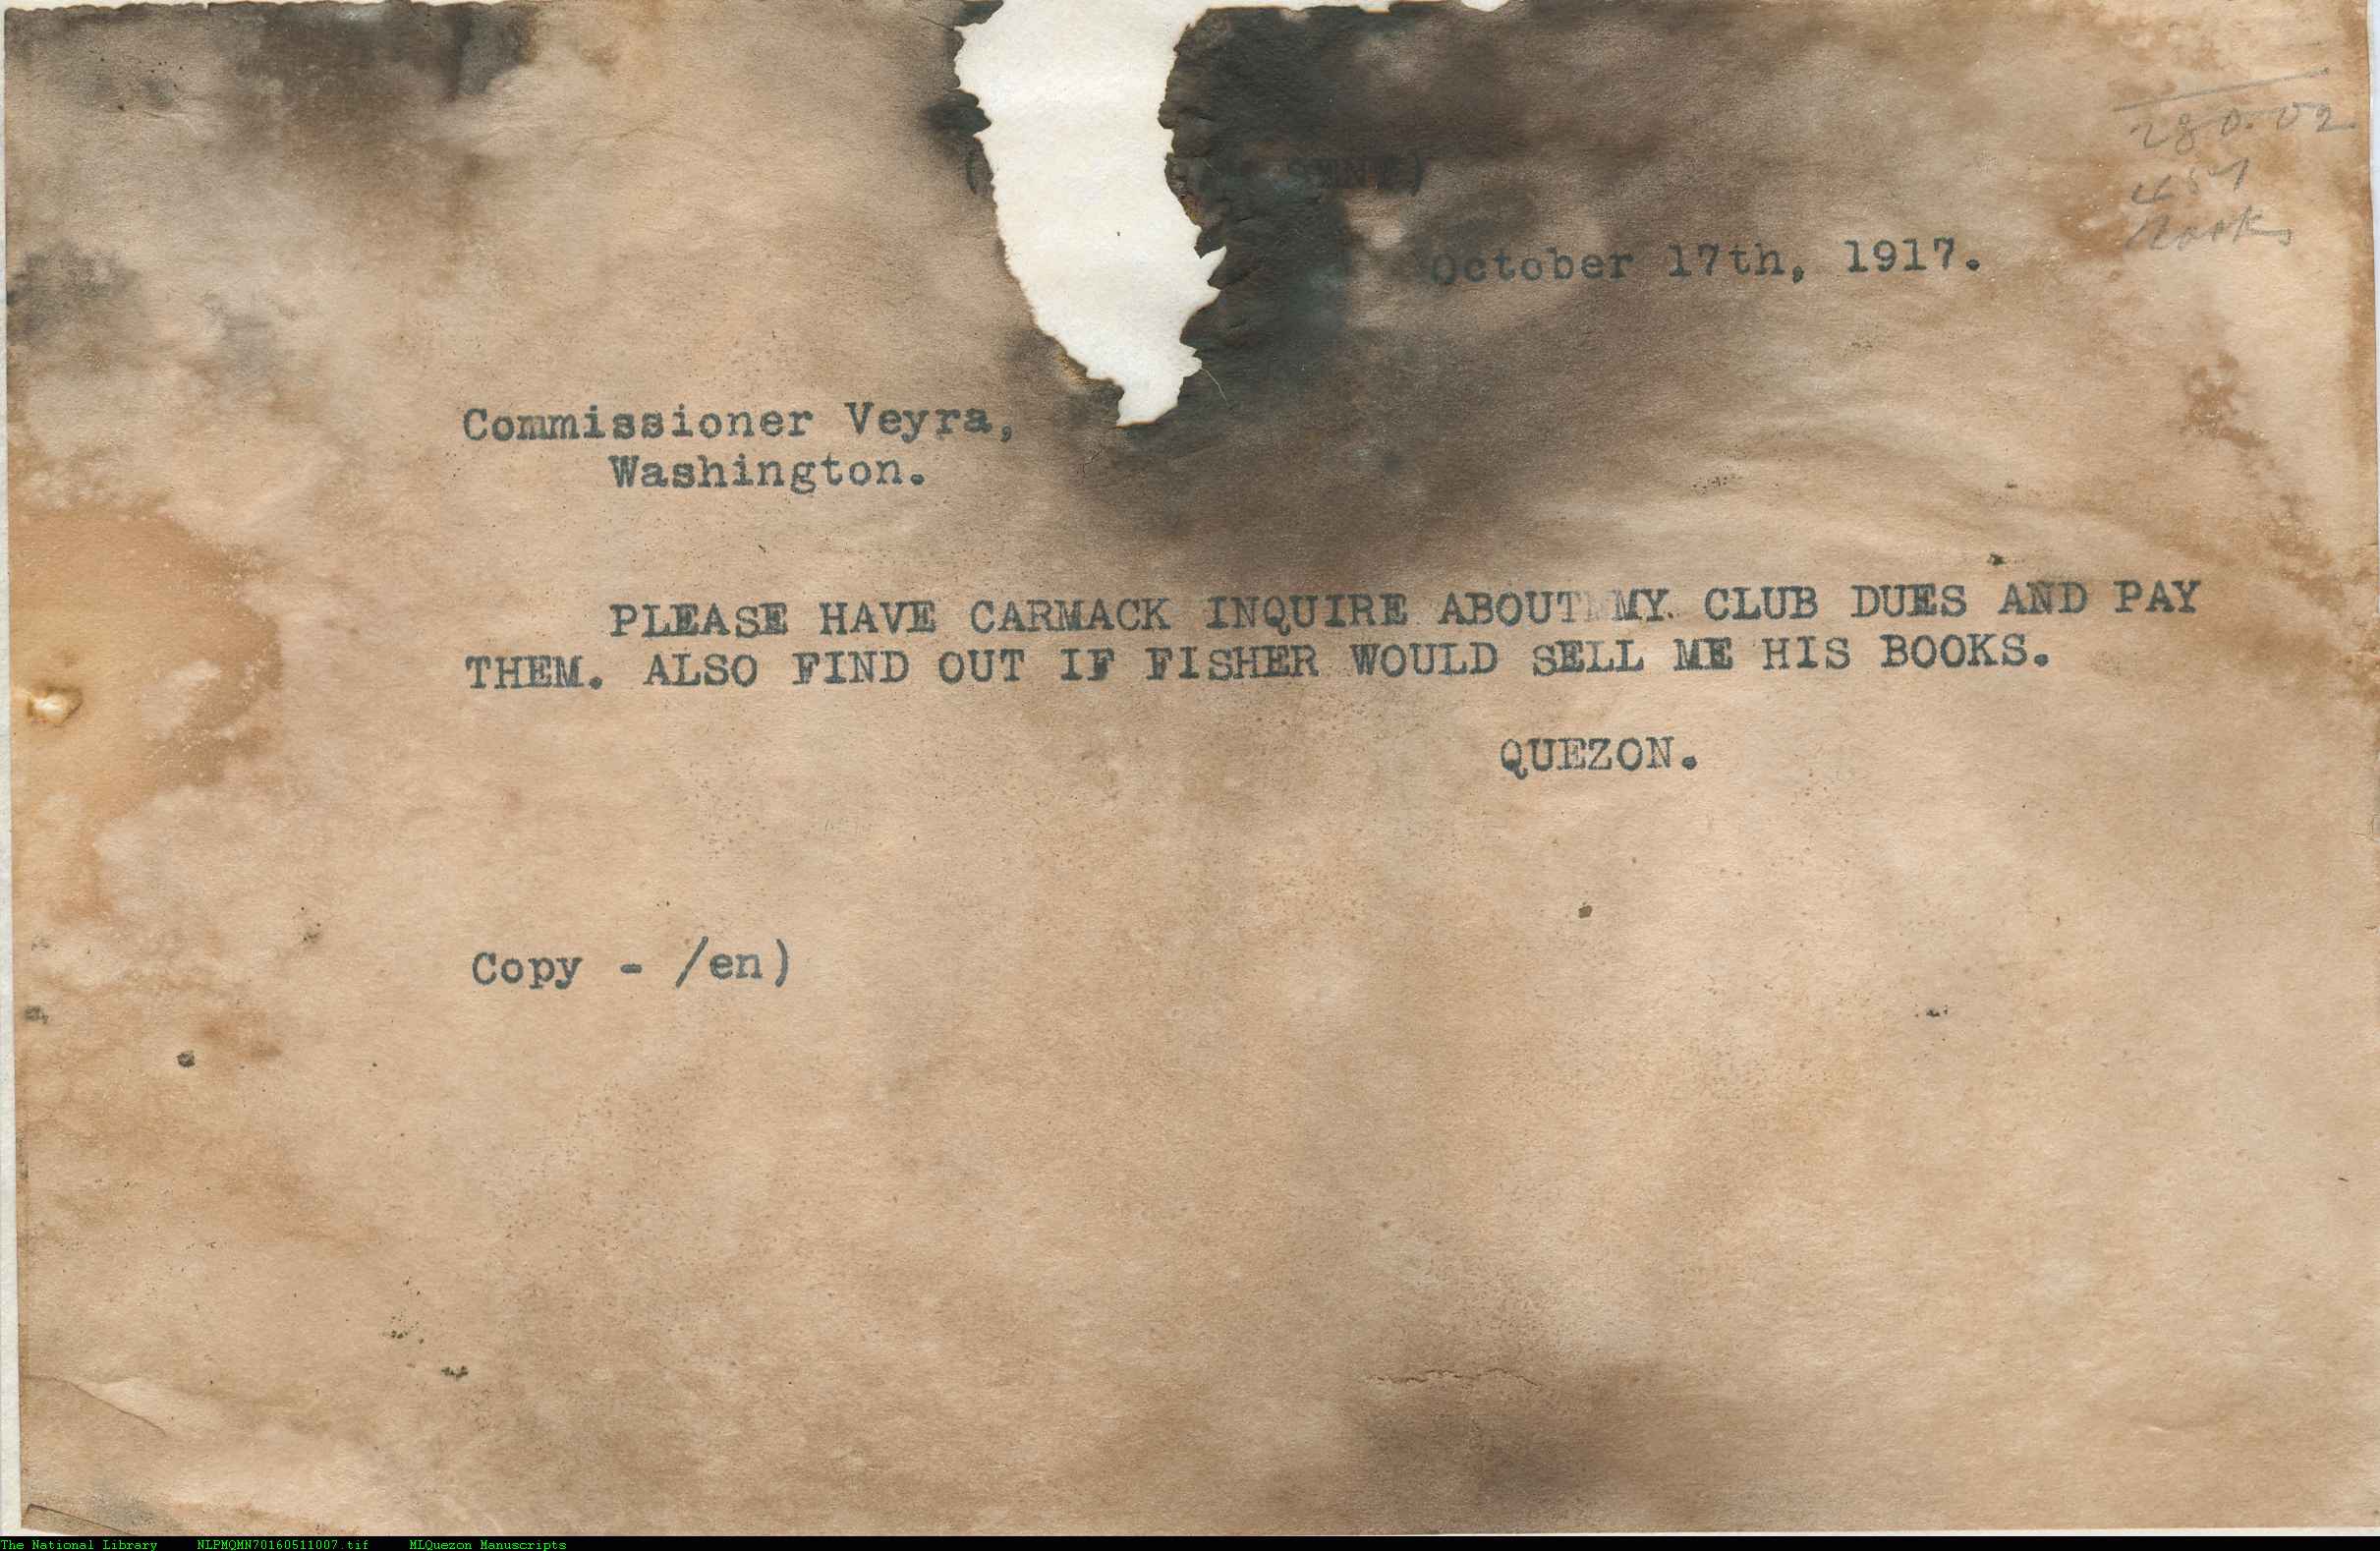 SENT)
October 17th, 1917.
Commissioner Veyra,
Washington.
PLEASE HAVE CARMACK INQUIRE ABOUT MY CLUB DUES AND PAY
THEM. ALSO FIND OUT IF FISHER WOULD SELL ME HIS BOOKS.
QUEZON.
Copy - /en)
The National Library NLPMQMN70160511007.tif MLQuezon Manuscripts